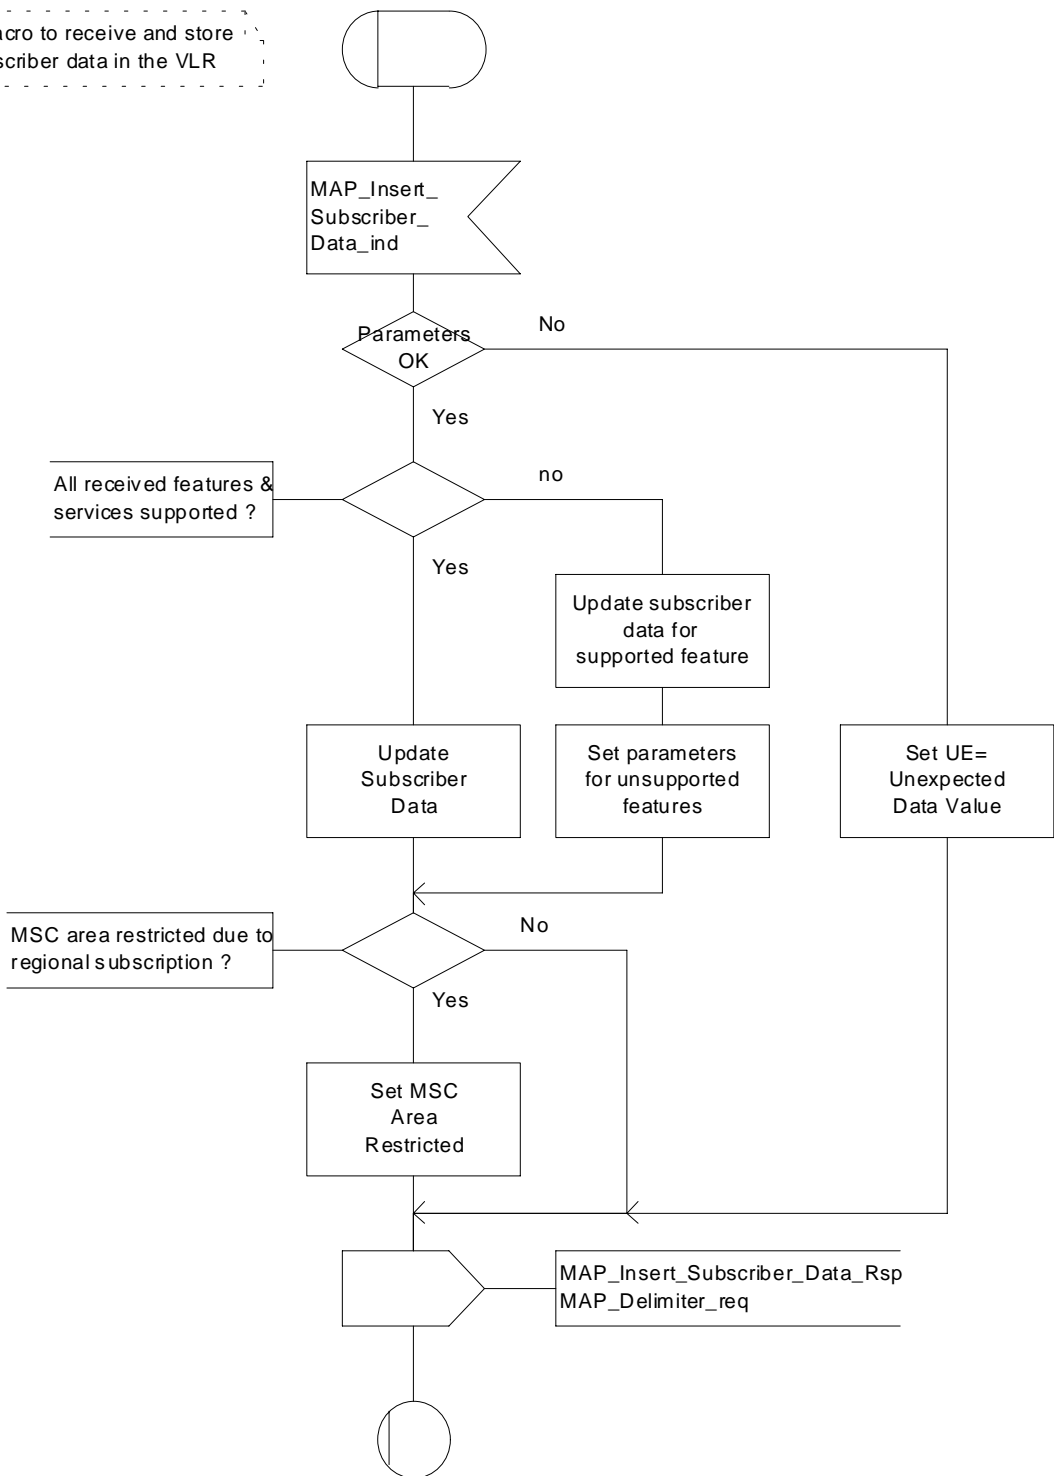 acro to receive and store
scriber data in the VLR
MAP_Insert_
Subscriber_
Data_ind
Parameters
OK
No
Yes
All received features &
services supported ?
no
Yes
Update subscriber
data for
supported feature
Update
Subscriber
Data
Set parameters
for unsupported
features
Set UE=
Unexpected
Data Value
MSC area restricted due to
regional subscription ?
No
Yes
Set MSC
Area
Restricted
MAP_Insert_Subscriber_Data_Rsp
MAP_Delimiter_req